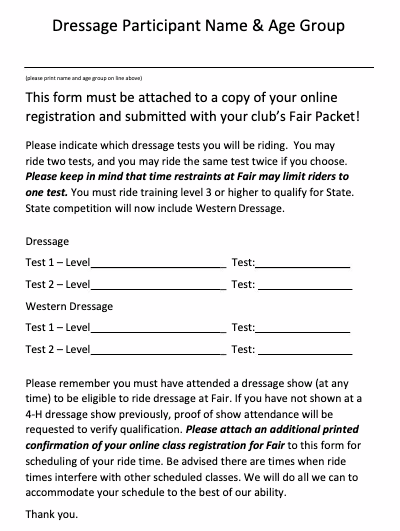 Dressage Participant Name & Age Group
(please print name and age group on line above)
This form must be attached to a copy of your online
registration and submitted with your club's Fair Packet!
Please indicate which dressage tests you will be riding. You may
ride two tests, and you may ride the same test twice if you choose.
Please keep in mind that time restraints at Fair may limit riders to
one test. You must ride training level 3 or higher to qualify for State.
State competition will now include Western Dressage.
Dressage
Test 1 – Level________________________ Test:__________________
Test 2 – Level________________________ Test: __________________
Western Dressage
Test 1 – Level________________________ Test:__________________
Test 2 – Level________________________ Test: __________________
Please remember you must have attended a dressage show (at any
time) to be eligible to ride dressage at Fair. If you have not shown at a
4-H dressage show previously, proof of show attendance will be
requested to verify qualification. Please attach an additional printed
confirmation of your online class registration for Fair to this form for
scheduling of your ride time. Be advised there are times when ride
times interfere with other scheduled classes. We will do all we can to
accommodate your schedule to the best of our ability.
Thank you.